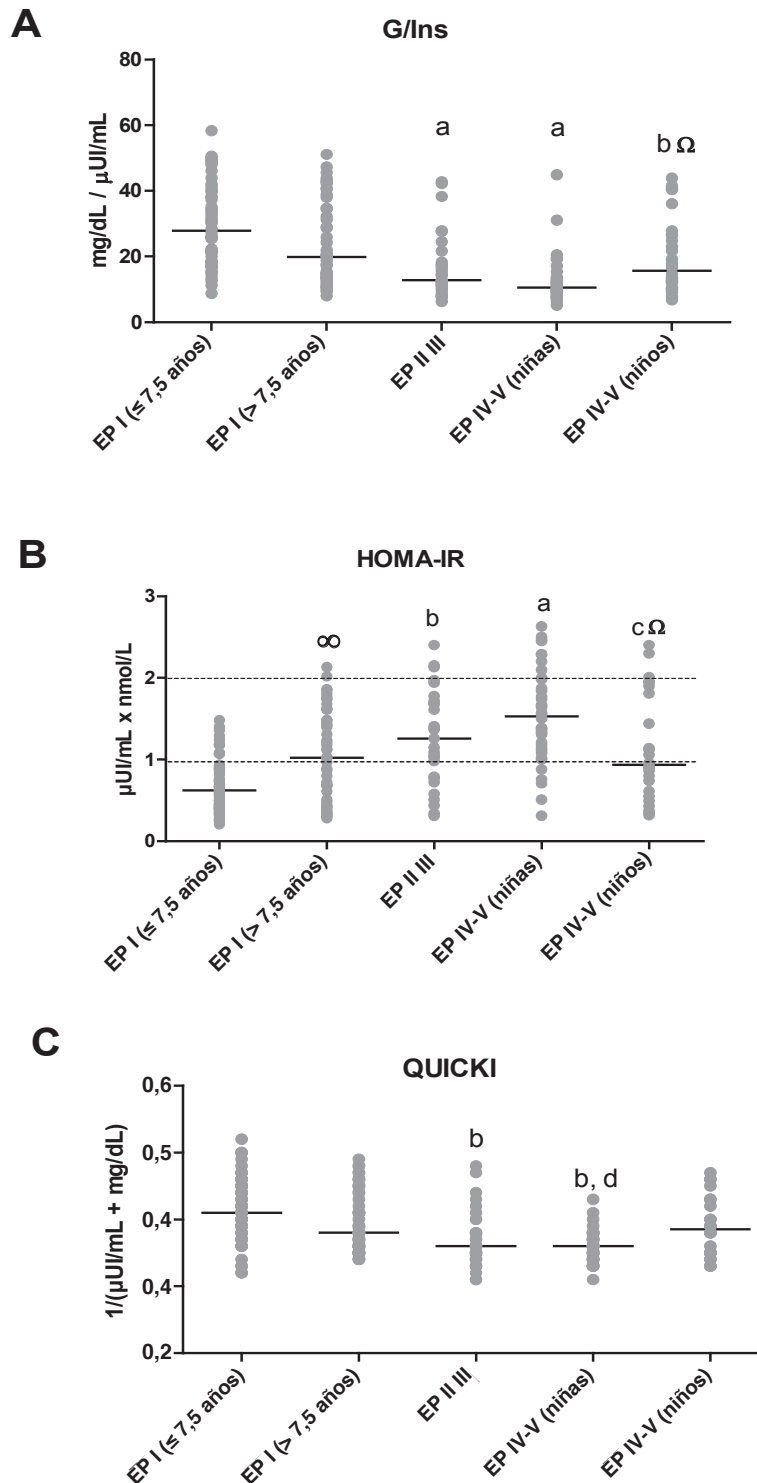 A
G/Ins
mg/dL / µUI/mL
80
60
40
20
0
a
a
b Ω
EP I (≤ 7,5 años)
EP I (> 7,5 años)
EP II III
EP IV-V (niñas)
EP IV-V (niños)
B
HOMA-IR
µUI/mL x nmol/L
3
2
1
0
∞
b
a
c Ω
EP I (≤ 7,5 años)
EP I (> 7,5 años)
EP II III
EP IV-V (niñas)
EP IV-V (niños)
C
QUICKI
1/(µUI/mL + mg/dL)
0,6
0,5
0,4
0,4
0,2
b
b, d
EP I (≤ 7,5 años)
EP I (> 7,5 años)
EP II III
EP IV-V (niñas)
EP IV-V (niños)